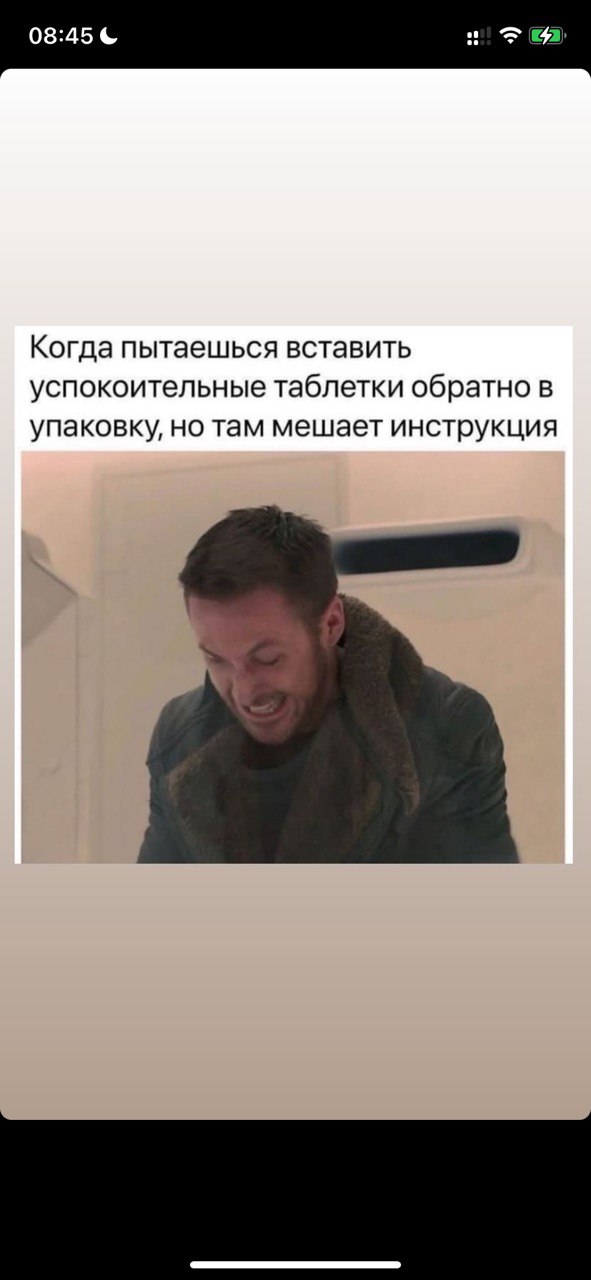 08:45
Когда пытаешься вставить
успокоительные таблетки обратно в
упаковку, но там мешает инструкция